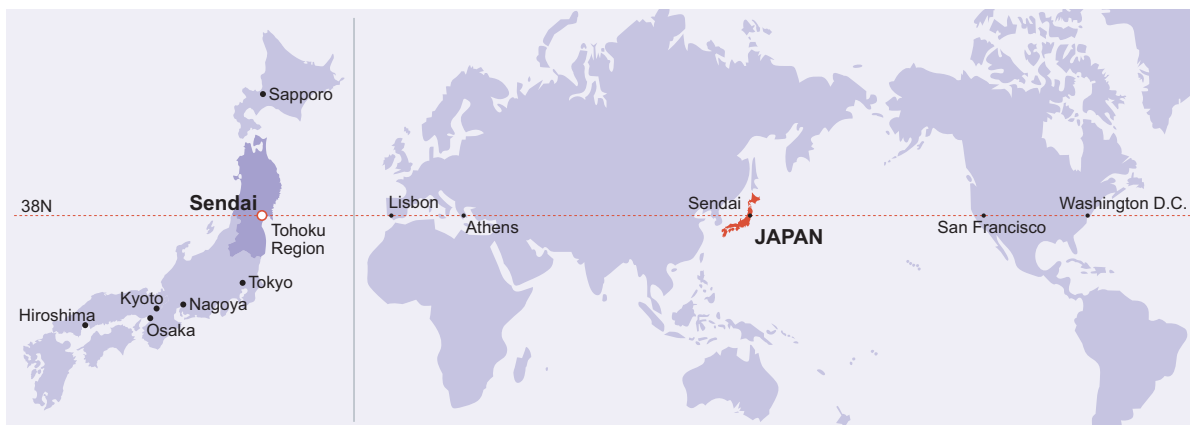 Sapporo
38N
Sendai
Tohoku
Region
Tokyo
Kyoto
Nagoya
Hiroshima
Osaka
Lisbon
Athens
Sendai
JAPAN
Washington D.C.
San Francisco